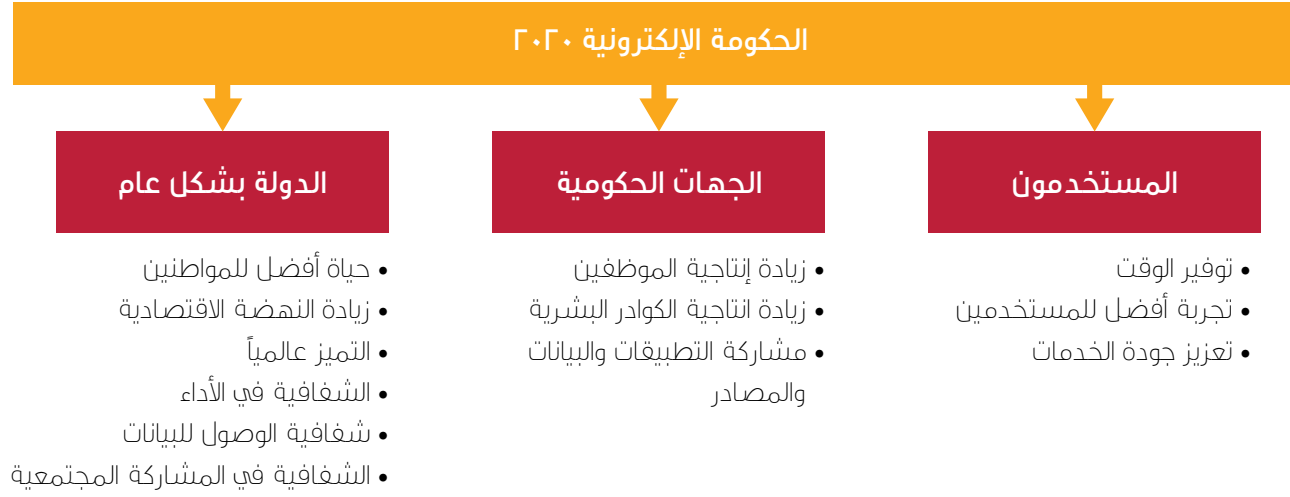 الحكومة الإلكترونية ٢٠٢٠
المستخدمون
• توفير الوقت
• تجربة أفضل للمستخدمين
• تعزيز جودة الخدمات
الجهات الحكومية
• زيادة إنتاجية الموظفين
• زيادة انتاجية الكوادر البشرية
• مشاركة التطبيقات والبيانات
والمصادر
الدولة بشكل عام
• حياة أفضل للمواطنين
• زيادة النهضة الاقتصادية
• التميز عالمياً
• الشفافية في الأداء
• شفافية الوصول للبيانات
• الشفافية في المشاركة المجتمعية